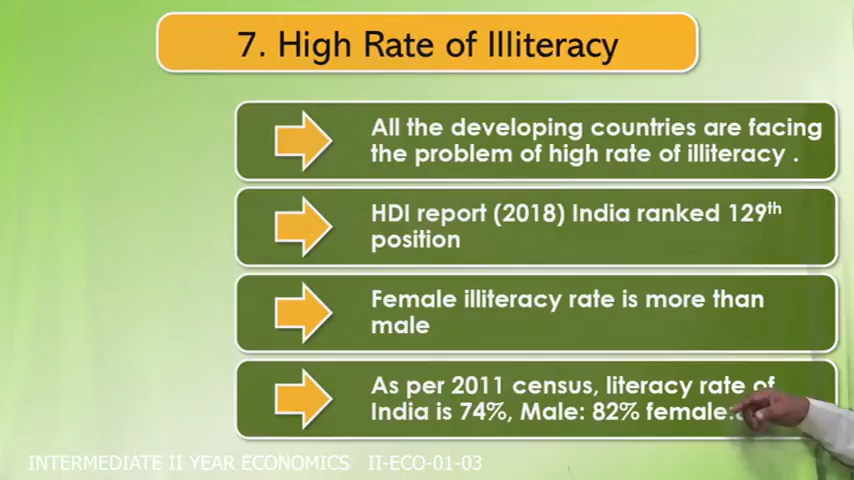 7. High Rate of Illiteracy
All the developing countries are facing
the problem of high rate of illiteracy .
HDI report (2018) India ranked 129th
position
Female illiteracy rate is more than
male
As per 2011 census, literacy rate of
India is 74%, Male: 82% female:
INTERMEDIATE II YEAR ECONOMICS II-ECO-01-03